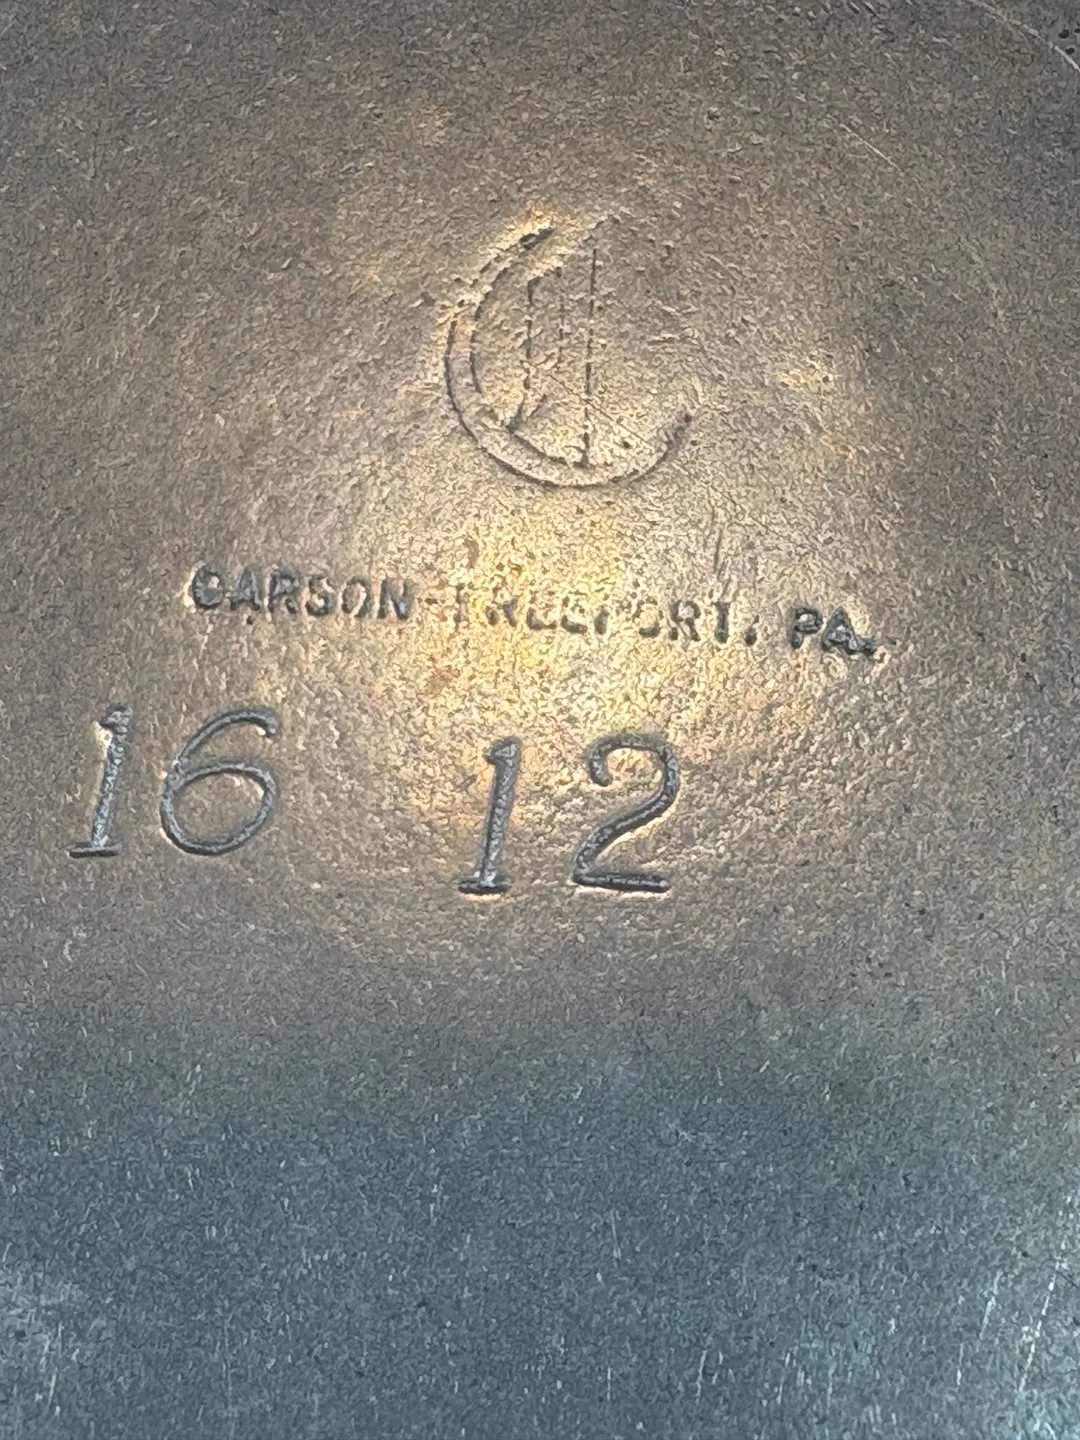 CARSON-FREEPORT, PA.
16 12